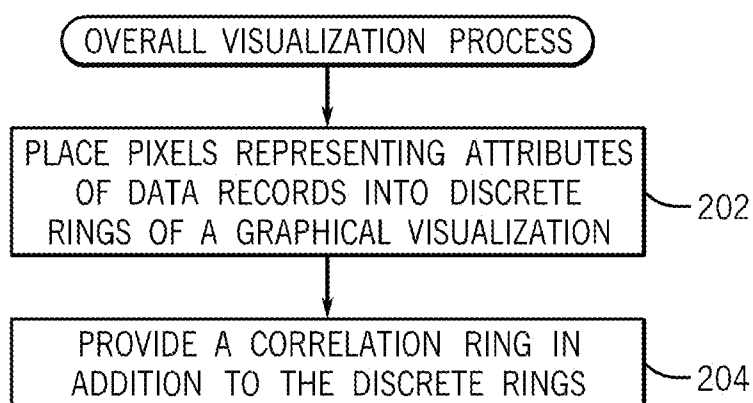 OVERALL VISUALIZATION PROCESS
PLACE PIXELS REPRESENTING ATTRIBUTES
OF DATA RECORDS INTO DISCRETE
RINGS OF A GRAPHICAL VISUALIZATION
202
PROVIDE A CORRELATION RING IN
ADDITION TO THE DISCRETE RINGS
204